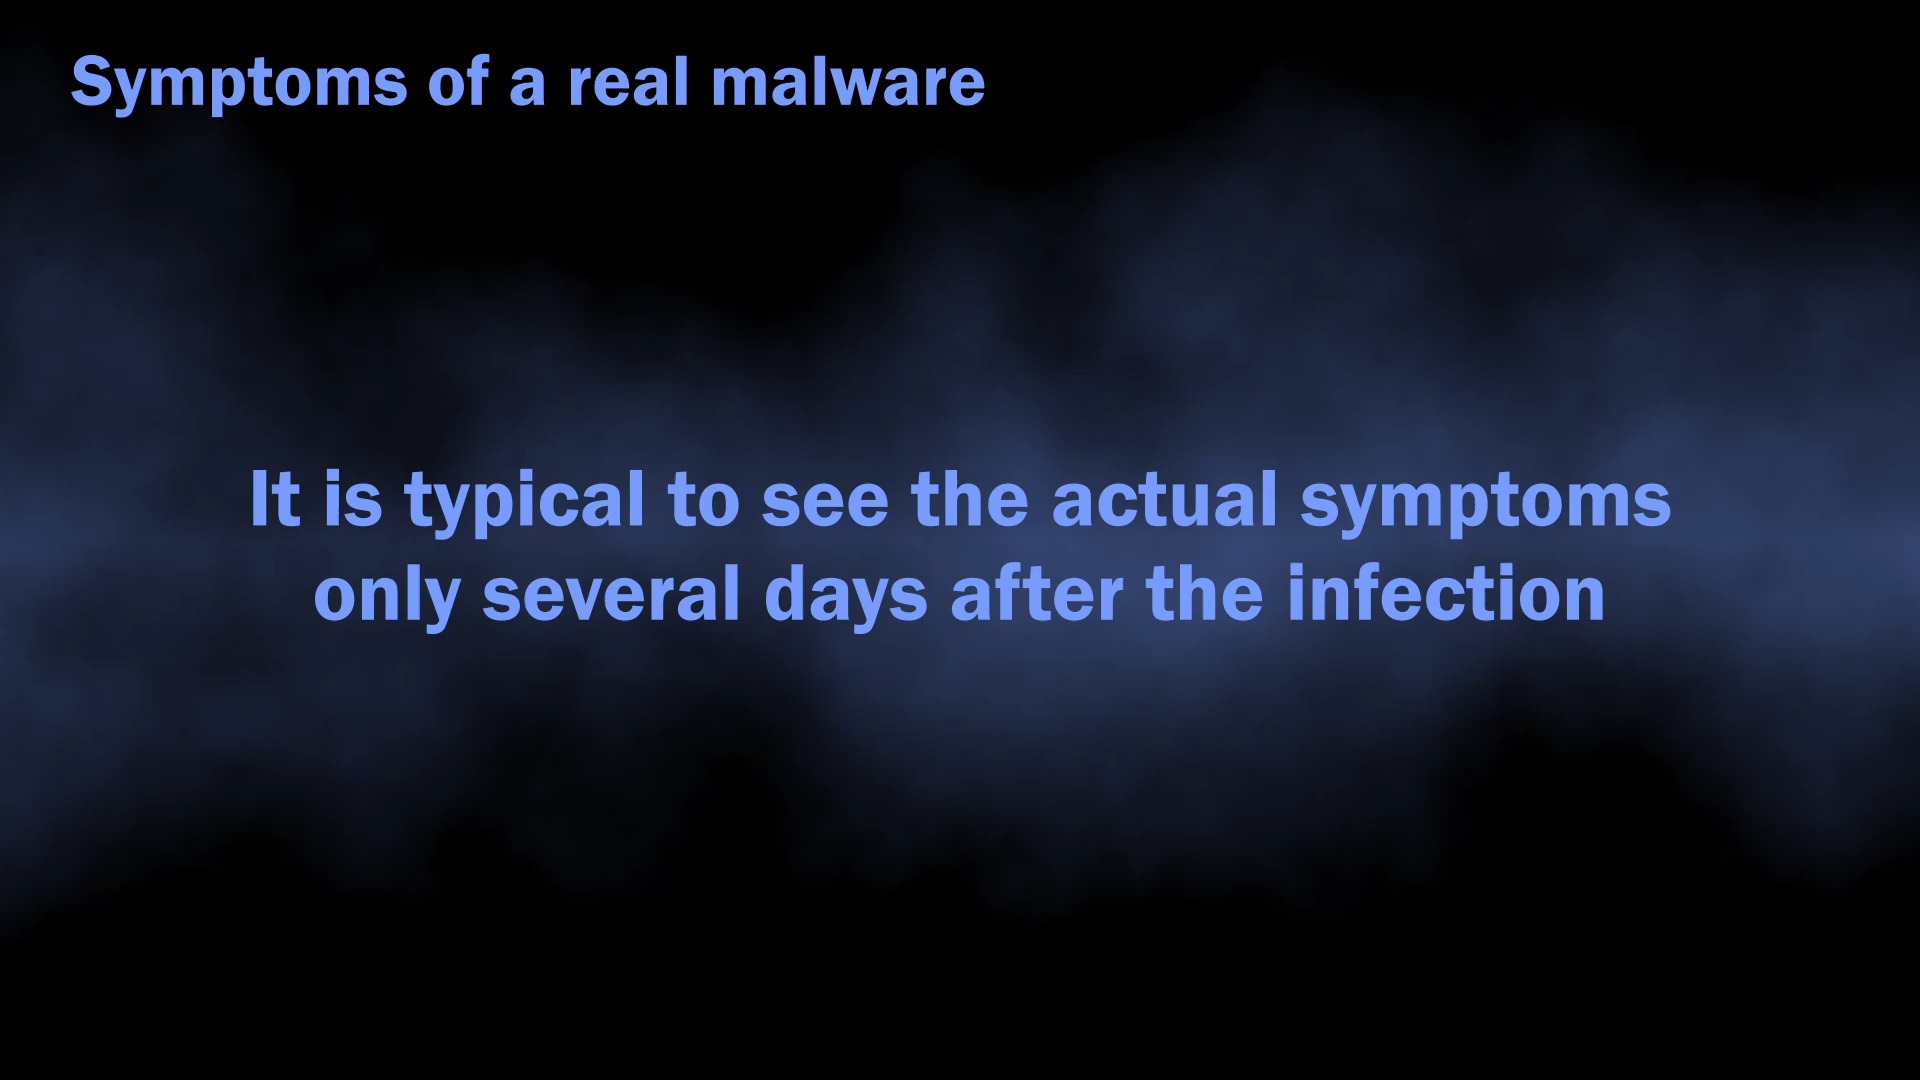 Symptoms of a real malware
It is typical to see the actual symptoms
only several days after the infection